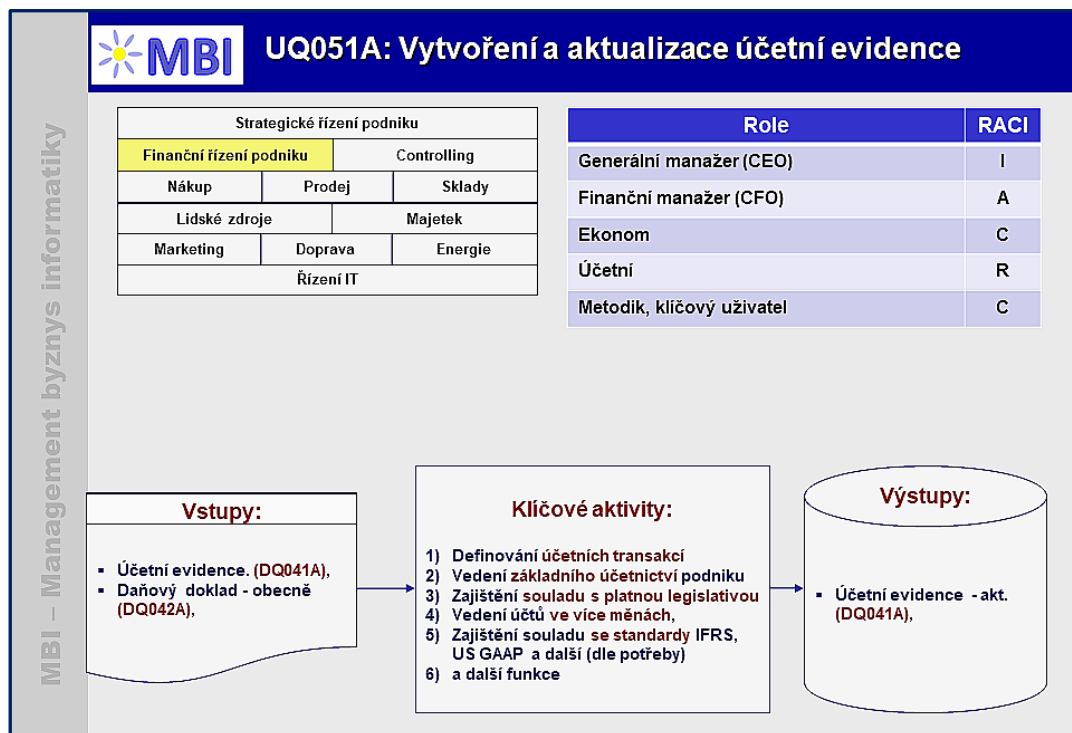 MBI
UQ051A: Vytvoření a aktualizace účetní evidence
MBI – Management byznys informatiky
Strategické řízení podniku
Finanční řízení podniku
Controlling
Nákup
Prodej
Sklady
Lidské zdroje
Majetek
Marketing
Doprava
Energie
Řízení IT
Role RACI
Generální manažer (CEO) I
Finanční manažer (CFO) A
Ekonom C
Účetní R
Metodik, klíčový uživatel C
Vstupy:
▪ Účetní evidence. (DQ041A),
▪ Daňový doklad - obecně
(DQ042A),
Klíčové aktivity:
1) Definování účetních transakcí
2) Vedení základního účetnictví podniku
3) Zajištění souladu s platnou legislativou
4) Vedení účtů ve více měnách,
5) Zajištění souladu se standardy IFRS,
US GAAP a další (dle potřeby)
6) a další funkce
Výstupy:
▪ Účetní evidence - akt.
(DQ041A),